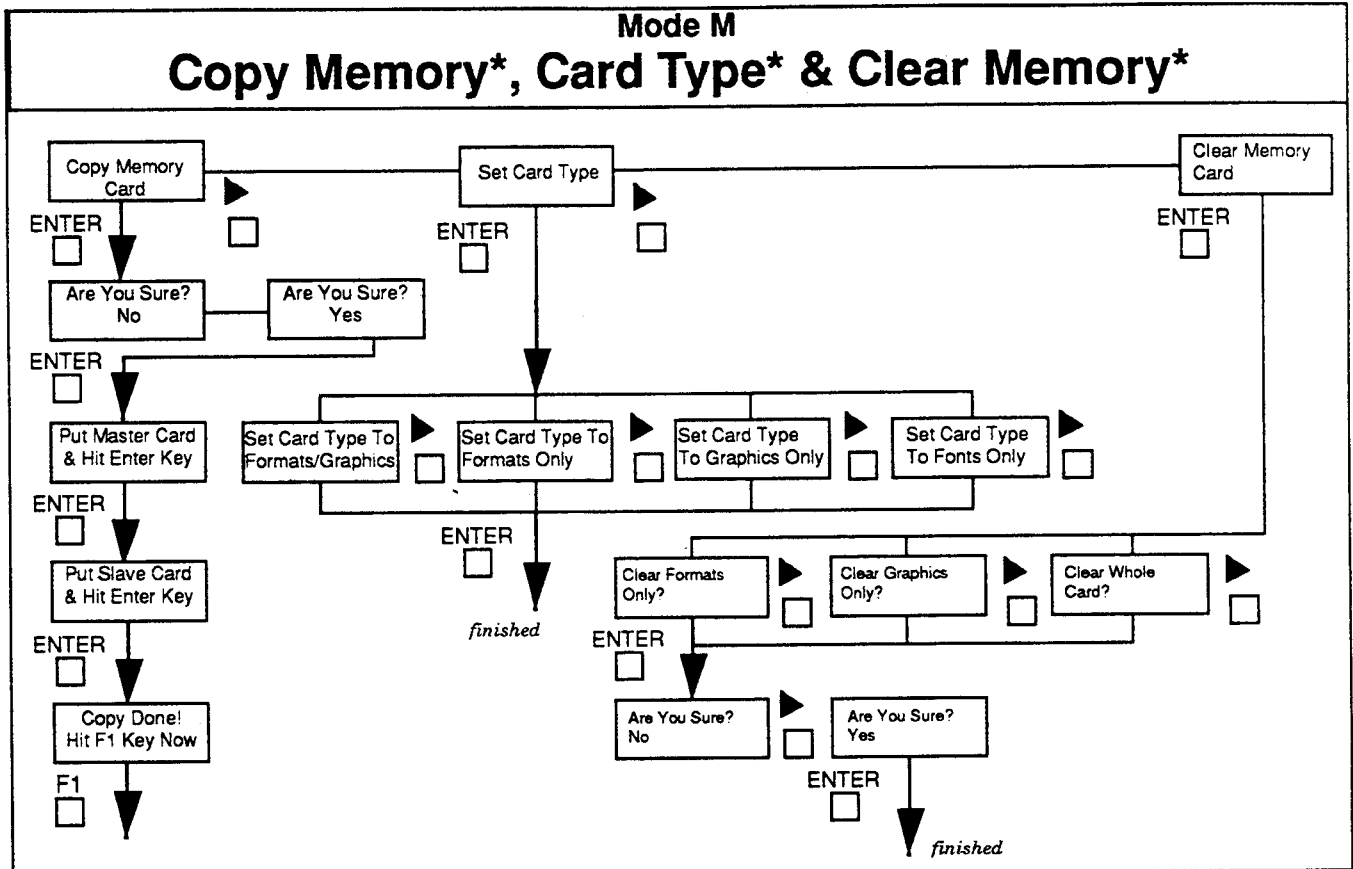 Mode M
Copy Memory*, Card Type* & Clear Memory*
Copy Memory
Card
Set Card Type
Clear Memory
Card
ENTER
ENTER
ENTER
Are You Sure?
No
Are You Sure?
Yes
ENTER
Put Master Card
& Hit Enter Key
Set Card Type To
Formats/Graphics
Set Card Type To
Formats Only
Set Card Type
To Graphics Only
Set Card Type
To Fonts Only
ENTER
ENTER
Put Slave Card
& Hit Enter Key
finished
Clear Formats
Only?
Clear Graphics
Only?
Clear Whole
Card?
ENTER
ENTER
Copy Done!
Hit F1 Key Now
Are You Sure?
No
Are You Sure?
Yes
F1
ENTER
finished